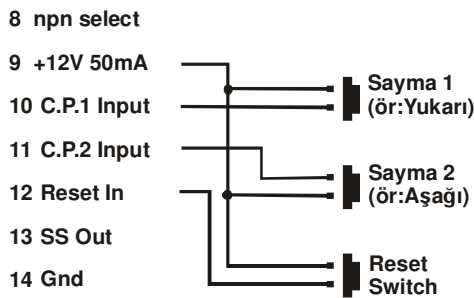 8 npn select
9 +12V 50mA
10 C.P.1 Input
11 C.P.2 Input
12 Reset In
13 SS Out
14 Gnd
Sayma 1
(ör:Yukarı)
Sayma 2
(ör:Aşağı)
Reset
Switch